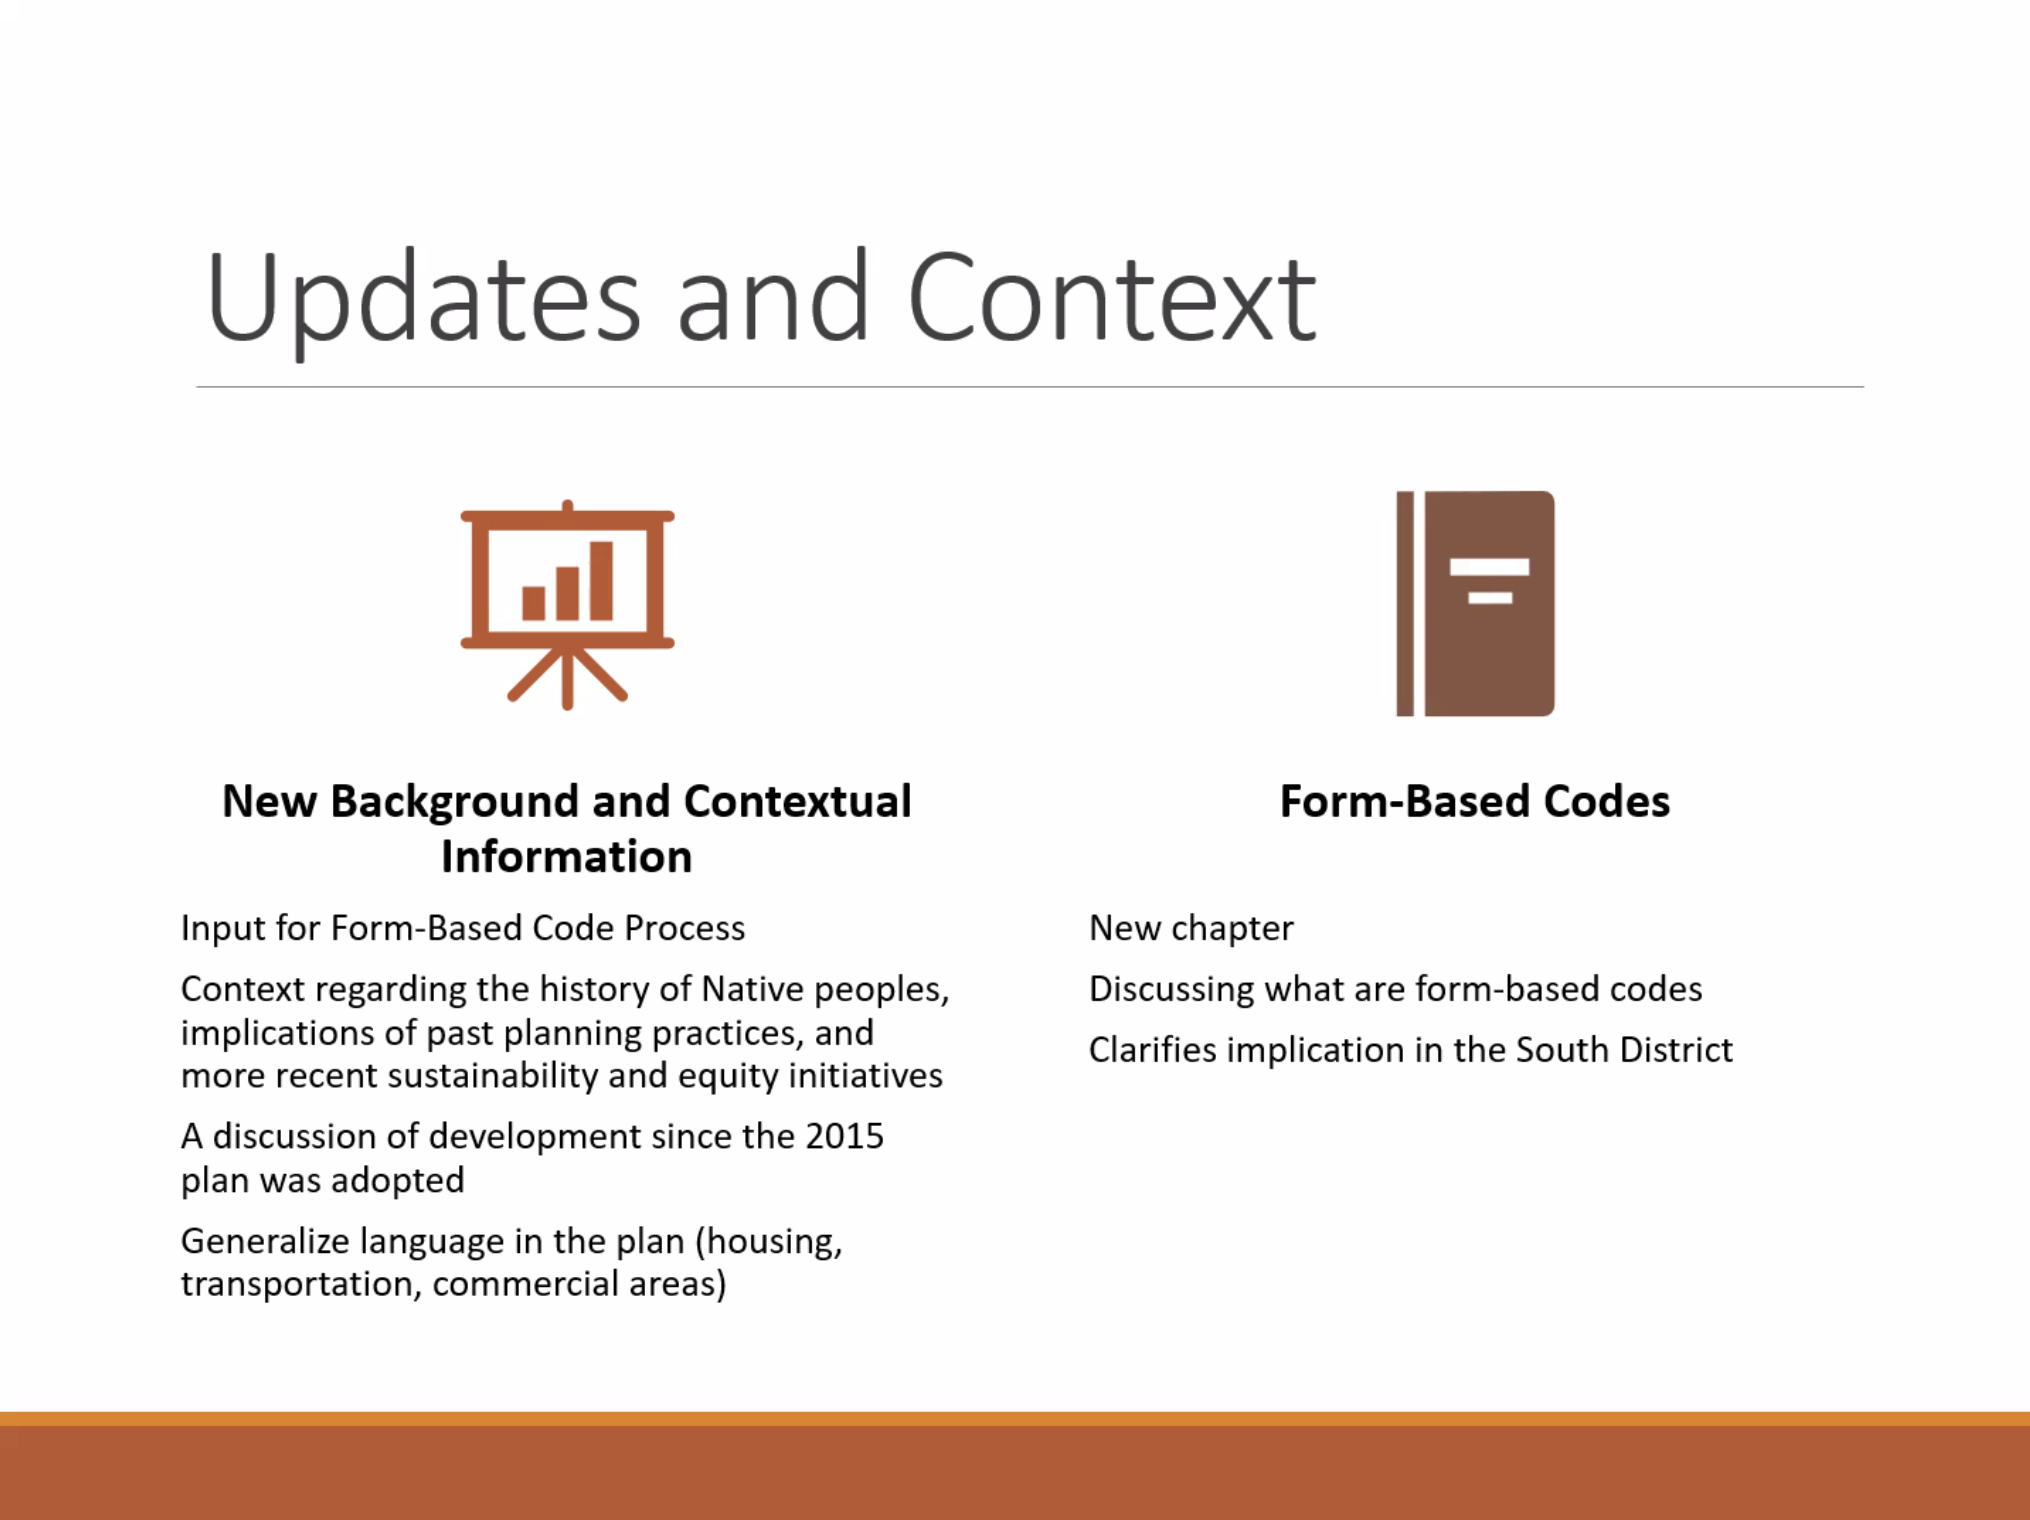 Updates and Context
New Background and Contextual
Information
Input for Form-Based Code Process
Context regarding the history of Native peoples,
implications of past planning practices, and
more recent sustainability and equity initiatives
A discussion of development since the 2015
plan was adopted
Generalize language in the plan (housing,
transportation, commercial areas)
Form-Based Codes
New chapter
Discussing what are form-based codes
Clarifies implication in the South District